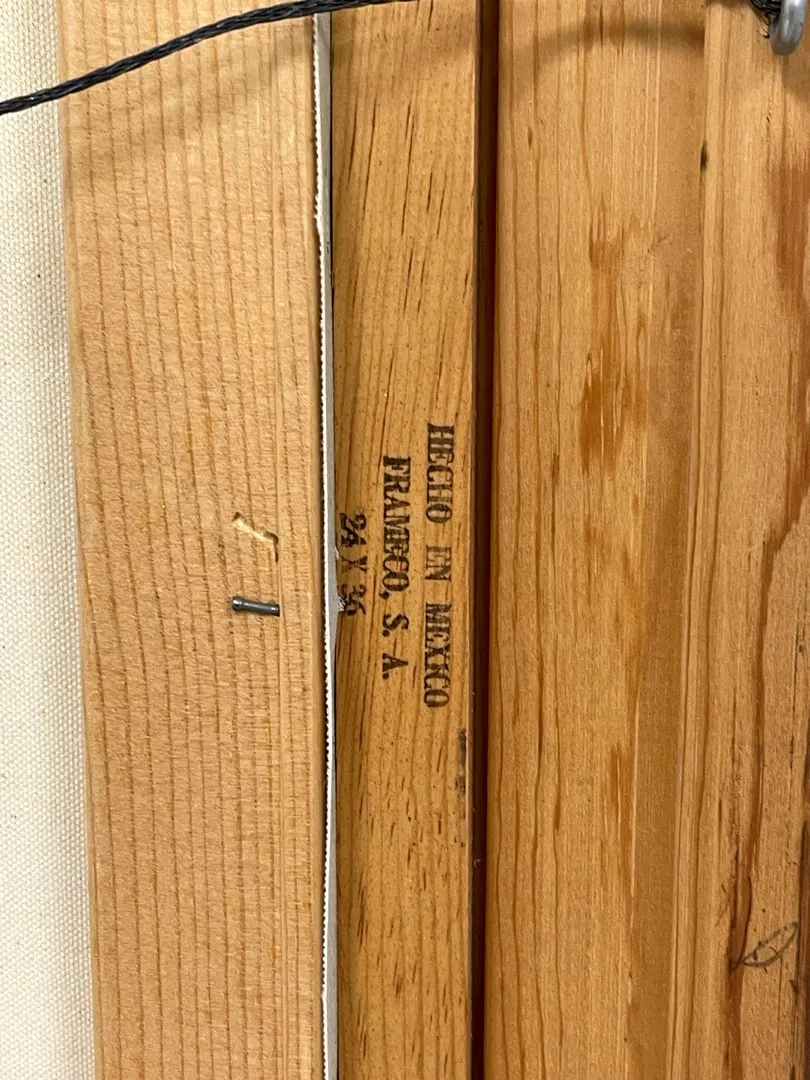 HECHO EN MEXICO
FRAMECO, S. A.
24 X 36